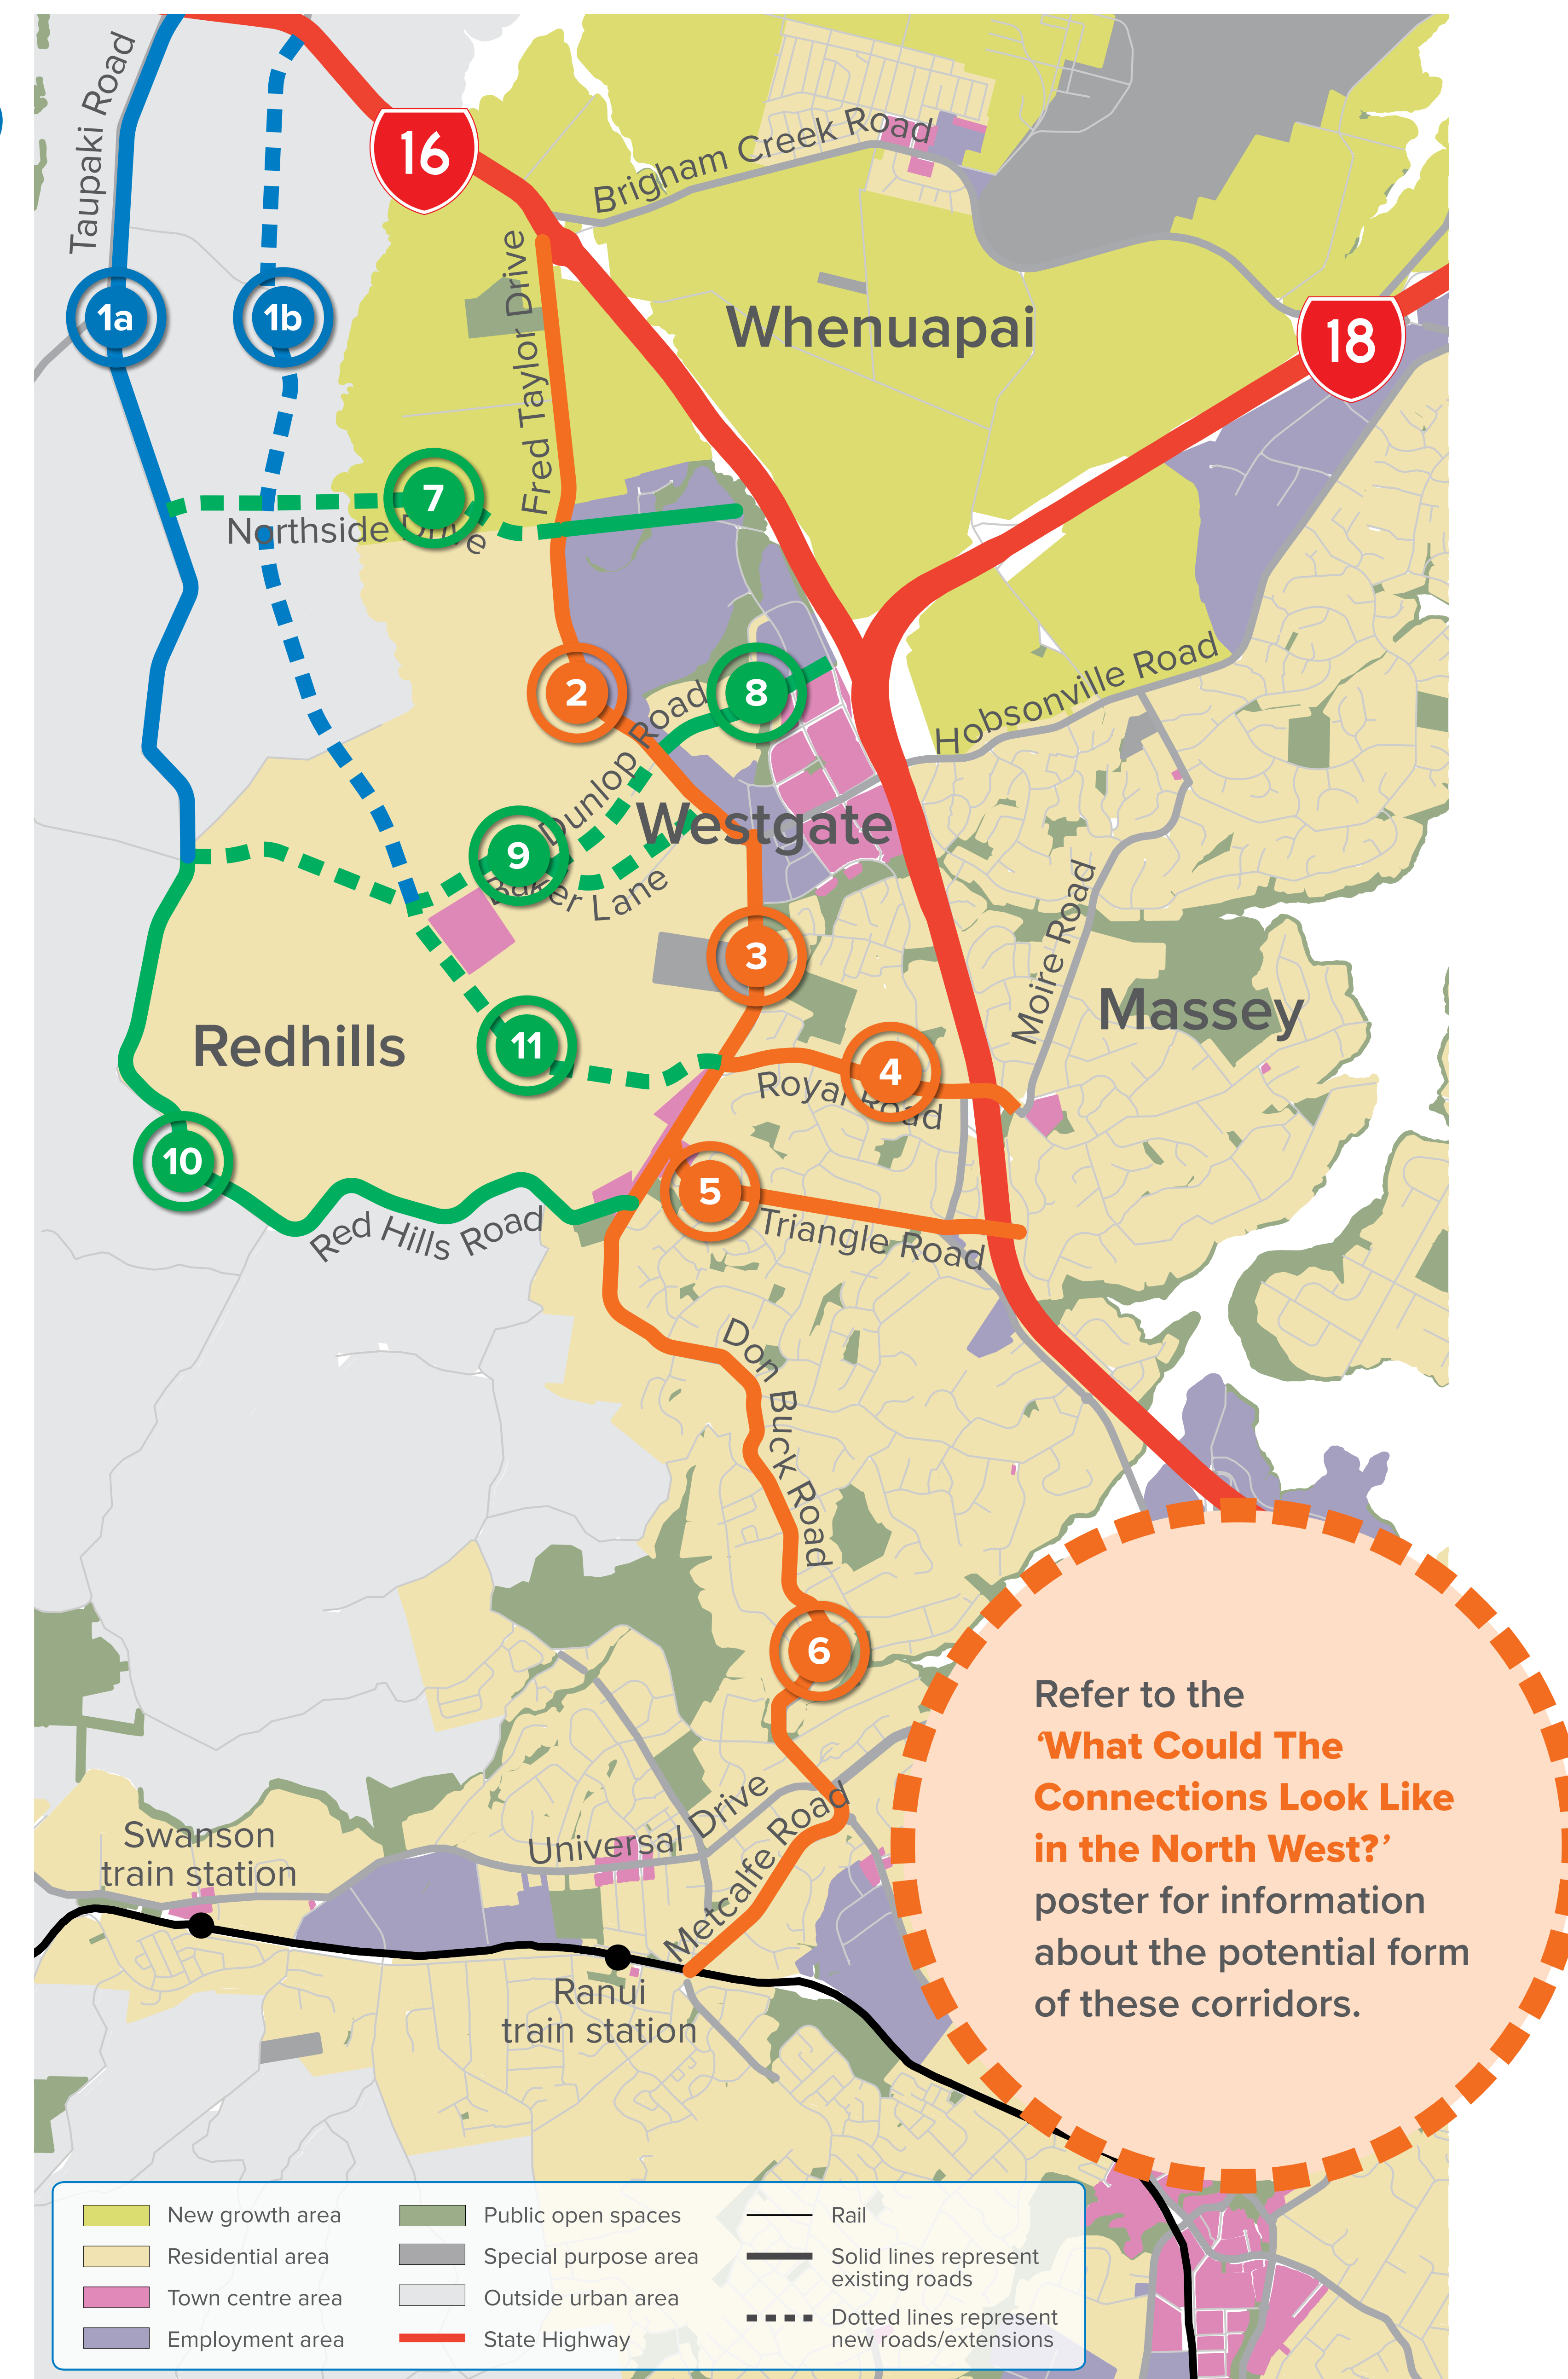 Taupaki Road
16
Brigham Creek Road
Fred Taylor Drive
1a
1b
Whenuapai
18
7
Northside Drive
2
8
Hobsonville Road
Dunlop Road
Westgate
9
Baker Lane
3
Moire Road
Massey
Redhills
11
4
Royal Road
10
5
Red Hills Road
Triangle Road
Don Buck Road
6
Refer to the
‘What Could The
Connections Look Like
in the North West?’
poster for information
about the potential form
of these corridors.
Universal Drive
Metcalfe Road
Swanson
train station
Ranui
train station
New growth area
Residential area
Town centre area
Employment area
Public open spaces
Special purpose area
Outside urban area
State Highway
Rail
Solid lines represent
existing roads
Dotted lines represent
new roads/extensions